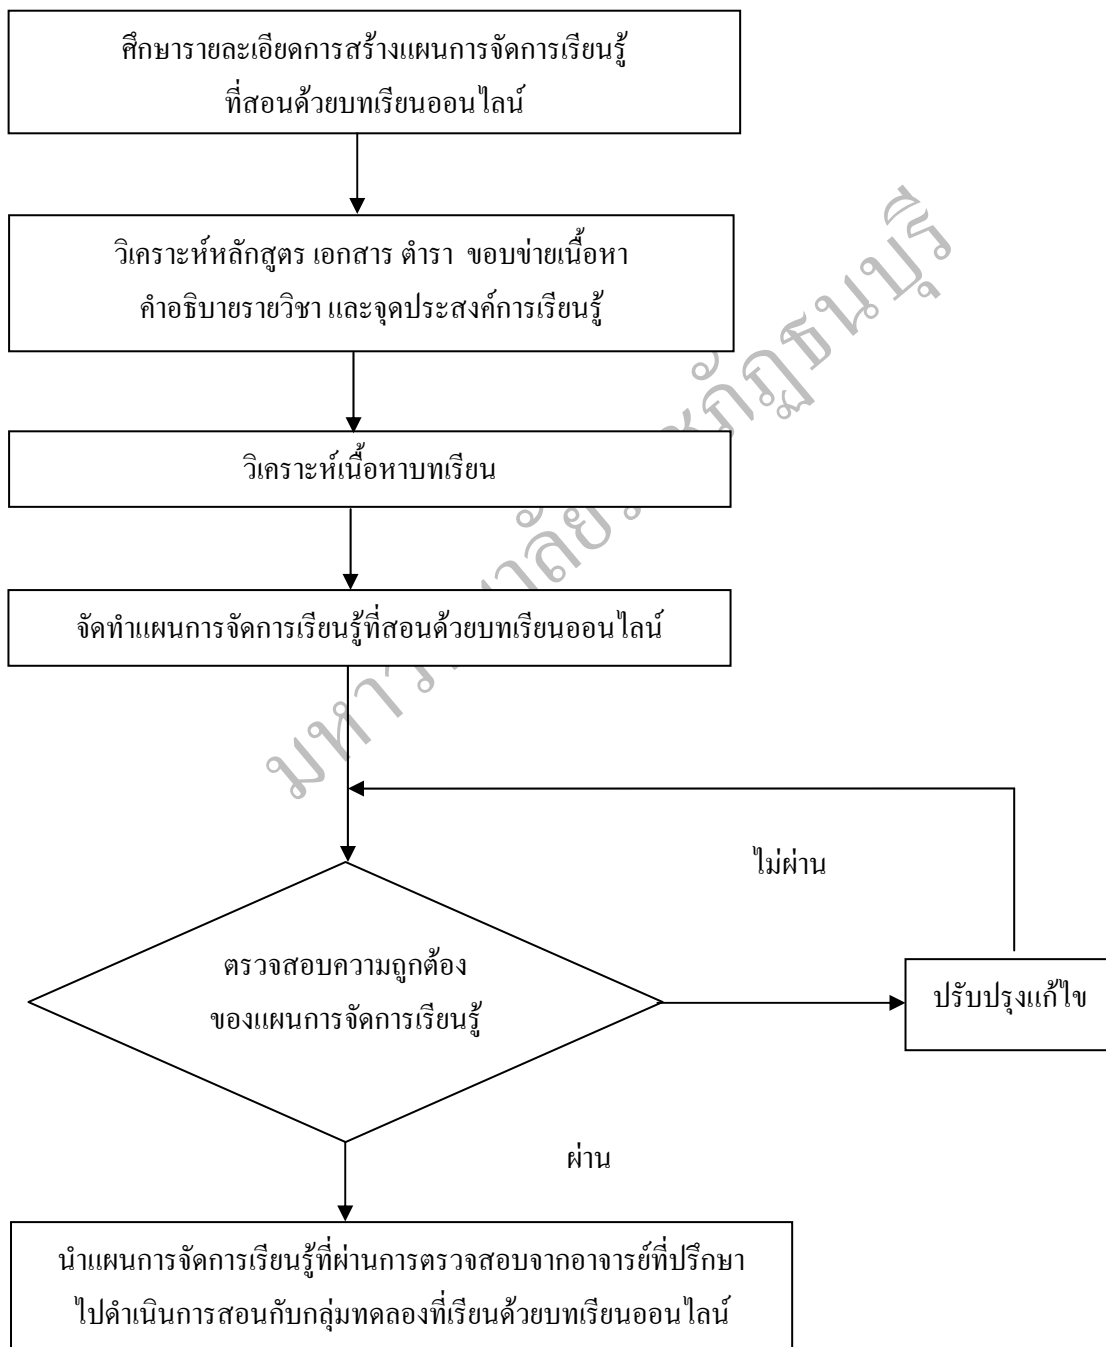 ศึกษารายละเอียดการสร้างแผนการจัดการเรียนรู้
ที่สอนด้วยบทเรียนออนไลน์
วิเคราะห์หลักสูตร เอกสาร ตำรา ขอบข่ายเนื้อหา
คำอธิบายรายวิชา และจุดประสงค์การเรียนรู้
วิเคราะห์เนื้อหาบทเรียน
จัดทำแผนการจัดการเรียนรู้ที่สอนด้วยบทเรียนออนไลน์
ไม่ผ่าน
ตรวจสอบความถูกต้อง
ของแผนการจัดการเรียนรู้
ปรับปรุงแก้ไข
ผ่าน
นำแผนการจัดการเรียนรู้ที่ผ่านการตรวจสอบจากอาจารย์ที่ปรึกษา
ไปดำเนินการสอนกับกลุ่มทดลองที่เรียนด้วยบทเรียนออนไลน์